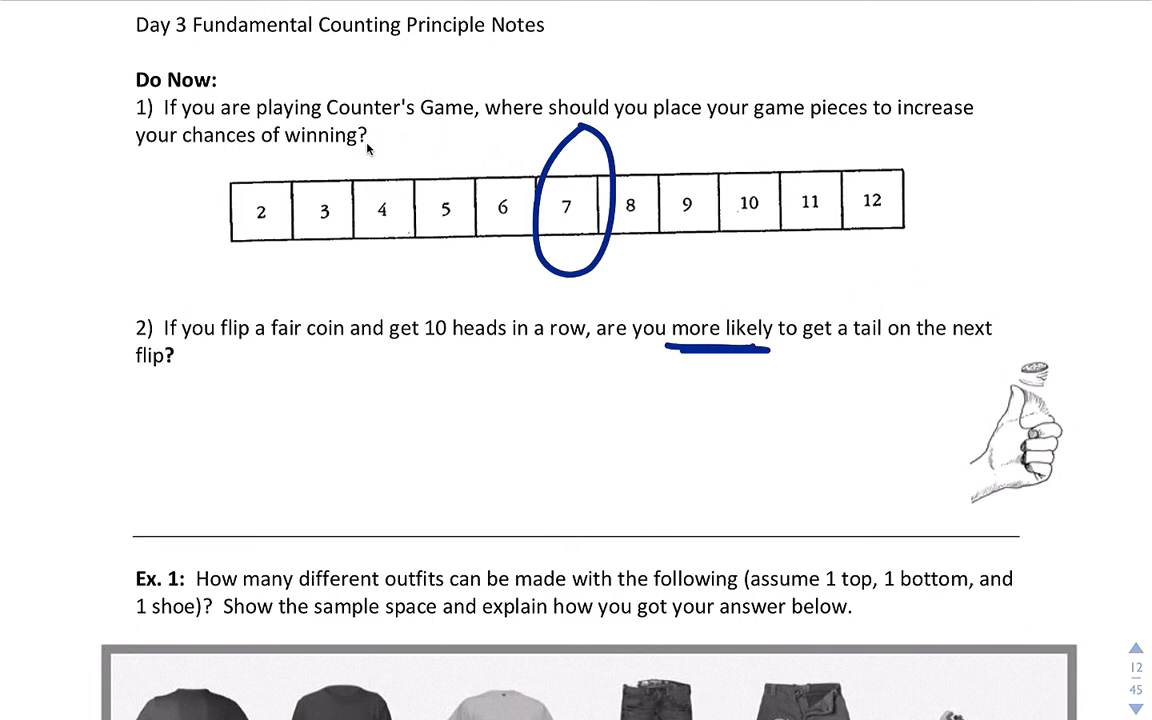 Day 3 Fundamental Counting Principle Notes
Do Now:
1) If you are playing Counter's Game, where should you place your game pieces to increase
your chances of winning?
2 3 4 5 6 7 8 9 10 11 12
2) If you flip a fair coin and get 10 heads in a row, are you more likely to get a tail on the next
flip?
Ex. 1: How many different outfits can be made with the following (assume 1 top, 1 bottom, and
1 shoe)? Show the sample space and explain how you got your answer below.
12
45